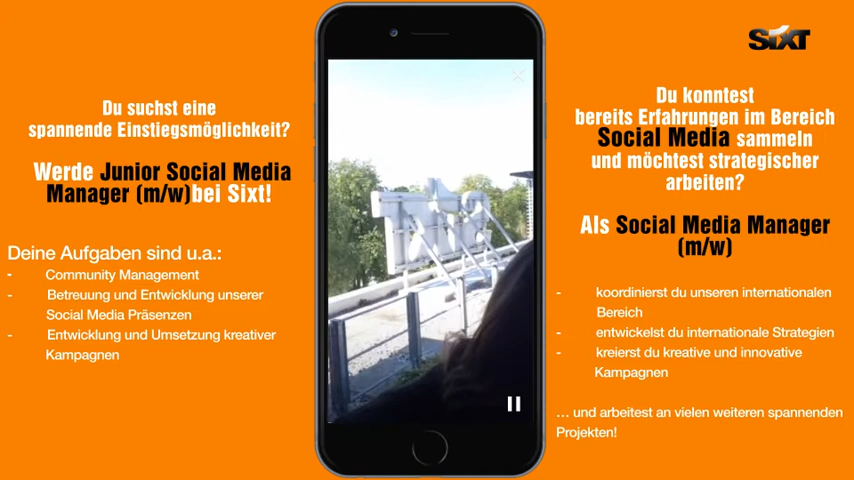 Du suchst eine
spannende Einstiegsmöglichkeit?
Werde Junior Social Media
Manager (m/w)bei Sixt!
Deine Aufgaben sind u.a.:
- Community Management
- Betreuung und Entwicklung unserer
Social Media Präsenzen
- Entwicklung und Umsetzung kreativer
Kampagnen
SIXT
Du konntest
bereits Erfahrungen im Bereich
Social Media sammeln
und möchtest strategischer
arbeiten?
Als Social Media Manager
(m/w)
- koordinierst du unseren internationalen
Bereich
- entwickelst du internationale Strategien
- kreierst du kreative und innovative
Kampagnen
… und arbeitest an vielen weiteren spannenden
Projekten!